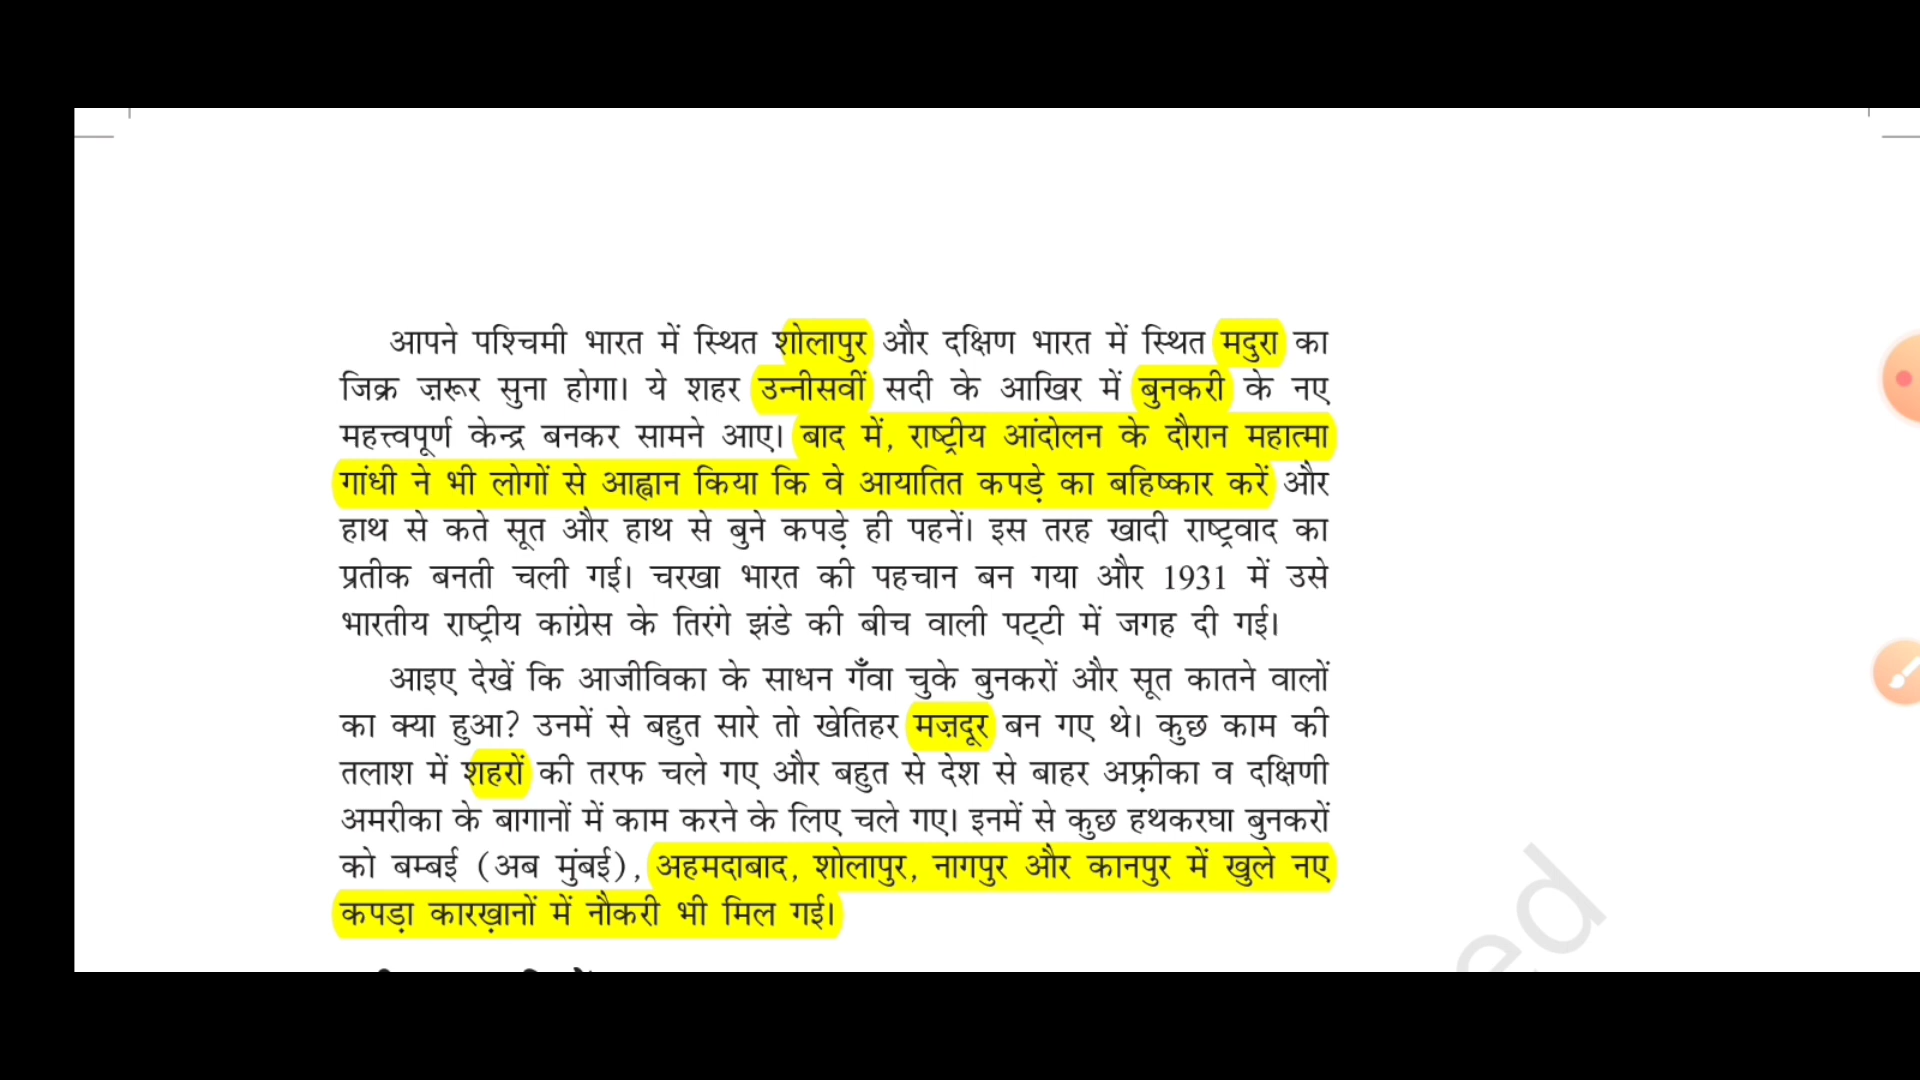 आपने पश्चिमी भारत में स्थित शोलापुर और दक्षिण भारत में स्थित मदुरा का
जिक्र ज़रूर सुना होगा। ये शहर उन्नीसवीं सदी के आखिर में बुनकरी के नए
महत्त्वपूर्ण केन्द्र बनकर सामने आए। बाद में, राष्ट्रीय आंदोलन के दौरान महात्मा
गांधी ने भी लोगों से आह्वान किया कि वे आयातित कपड़े का बहिष्कार करें और
हाथ से कते सूत और हाथ से बुने कपड़े ही पहनें। इस तरह खादी राष्ट्रवाद का
प्रतीक बनती चली गई। चरखा भारत की पहचान बन गया और 1931 में उसे
भारतीय राष्ट्रीय कांग्रेस के तिरंगे झंडे की बीच वाली पट्टी में जगह दी गई।
आइए देखें कि आजीविका के साधन गँवा चुके बुनकरों और सूत कातने वालों
का क्या हुआ? उनमें से बहुत सारे तो खेतिहर मज़दूर बन गए थे। कुछ काम की
तलाश में शहरों की तरफ चले गए और बहुत से देश से बाहर अफ़्रीका व दक्षिणी
अमरीका के बागानों में काम करने के लिए चले गए। इनमें से कुछ हथकरघा बुनकरों
को बम्बई (अब मुंबई), अहमदाबाद, शोलापुर, नागपुर और कानपुर में खुले नए
कपड़ा कारख़ानों में नौकरी भी मिल गई।
ed